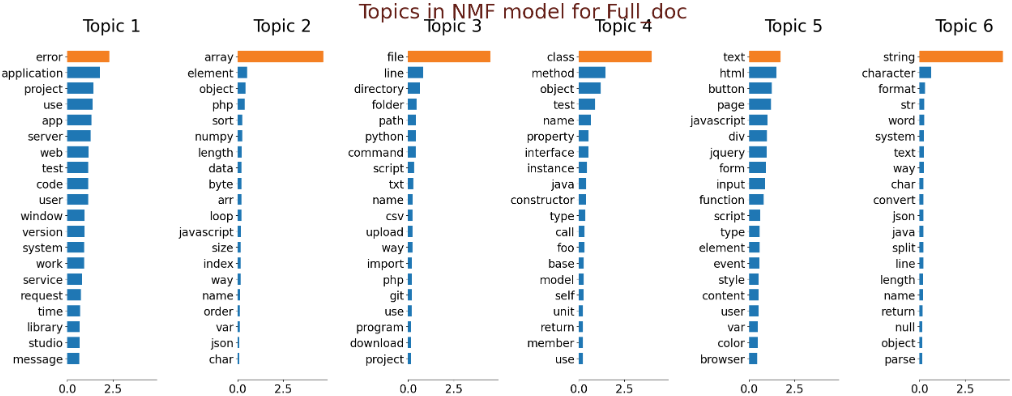 Topics in NMF model for Full_doc
Topic 1
error
application
project
use
app
server
web
test
code
user
window
version
system
work
service
request
time
library
studio
message
0.0 2.5
Topic 2
array
element
object
php
sort
numpy
length
data
byte
arr
loop
javascript
size
index
way
name
order
var
json
char
0.0 2.5
Topic 3
file
line
directory
folder
path
python
command
script
txt
name
csv
upload
way
import
php
git
use
program
download
project
0.0 2.5
Topic 4
class
method
object
test
name
property
interface
instance
java
constructor
type
call
foo
base
model
self
unit
return
member
use
0.0 2.5
Topic 5
text
html
button
page
javascript
div
jquery
form
input
function
script
type
element
event
style
content
user
var
color
browser
0.0 2.5
Topic 6
string
character
format
str
word
system
text
way
char
convert
json
java
split
line
length
name
return
null
object
parse
0.0 2.5